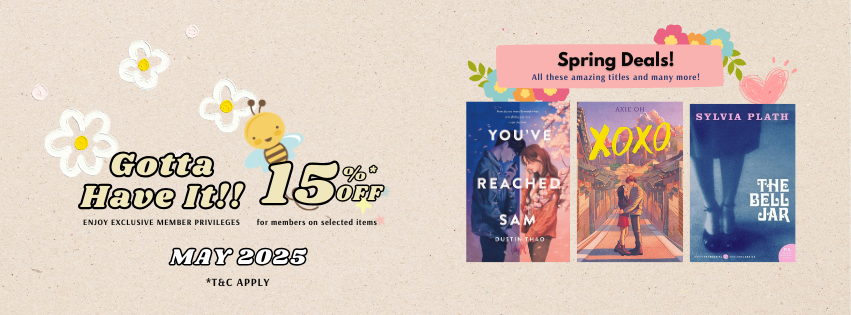 Gotta
Have It!!
15%* OFF
ENJOY EXCLUSIVE MEMBER PRIVILEGES
for members on selected items
MAY 2025
*T&C APPLY
Spring Deals!
All these amazing titles and many more!
YOU'VE
REACHED
SAM
DUSTIN THAO
AXIE OH
XOXO
SYLVIA PLATH
THE
BELL
JAR